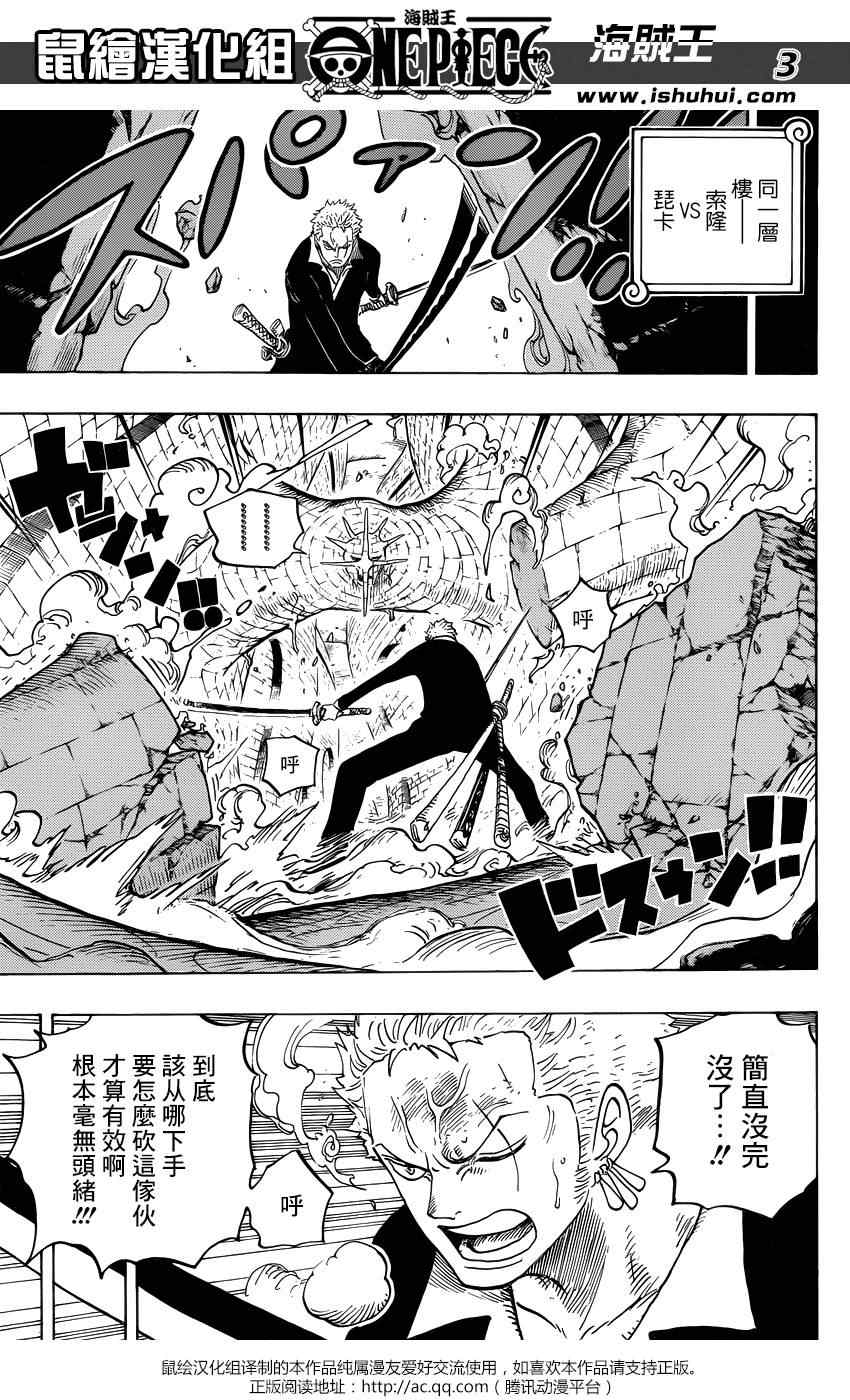 鼠繪漢化組
海賊王
ONE PIECE
海賊王
3
www.ishuhui.com
同一層
樓——
索隆
VS
琵卡
ズパァン
ガシャァン!!
呼
呼
ドスゥン!!
簡直沒完
沒了…!!
到底
該从哪下手
要怎麼砍這傢伙
才算有效啊
根本毫無頭緒!!!
呼
鼠绘汉化组译制的本作品纯属漫友爱好交流使用，如喜欢本作品请支持正版。
正版阅读地址：http://ac.qq.com（腾讯动漫平台）